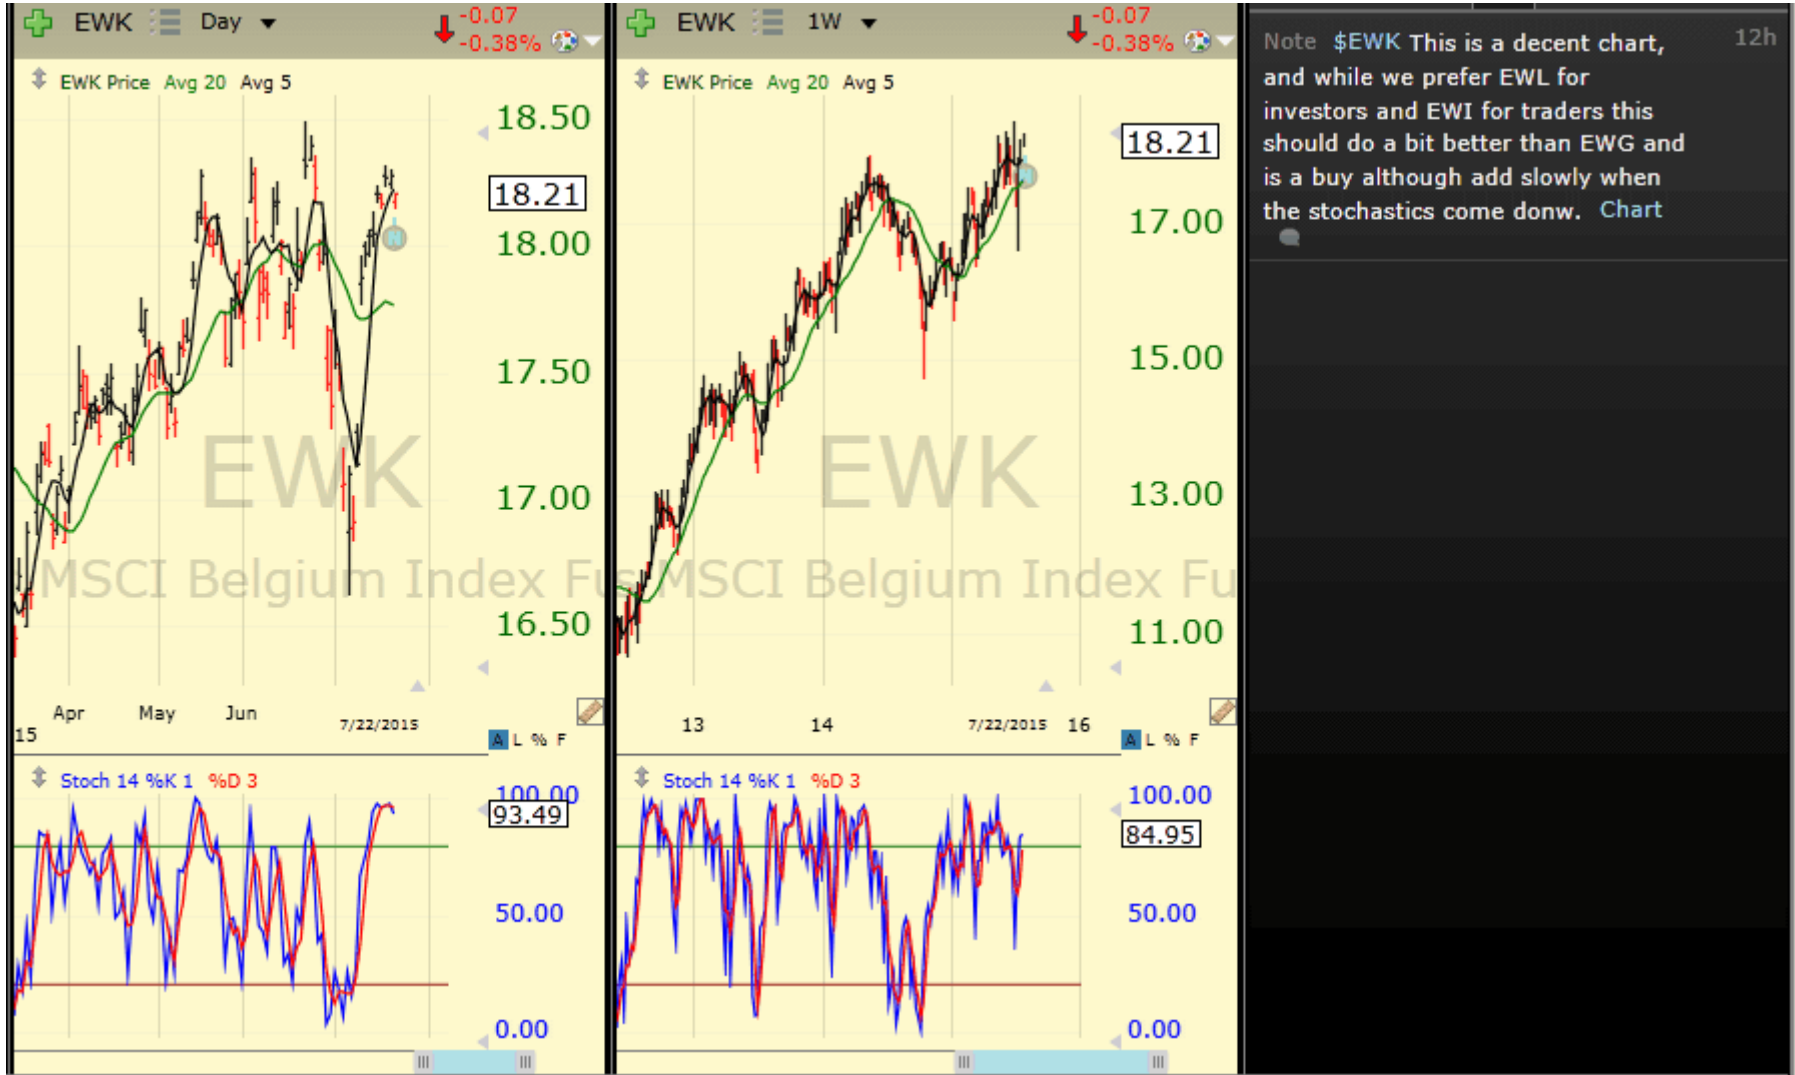 EWK Day -0.07
-0.38%
EWK Price Avg 20 Avg 5
18.50
18.21
18.00
17.50
17.00
16.50
EWK
MSCI Belgium Index Fu
Apr May Jun 7/22/2015
15
A L % F
Stoch 14 %K 1 %D 3
100.00
93.49
50.00
0.00
EWK 1W -0.07
-0.38%
EWK Price Avg 20 Avg 5
18.21
17.00
15.00
13.00
11.00
EWK
MSCI Belgium Index Fu
13 14 7/22/2015 16
A L % F
Stoch 14 %K 1 %D 3
100.00
84.95
50.00
0.00
Note $EWK This is a decent chart, 12h
and while we prefer EWL for
investors and EWI for traders this
should do a bit better than EWG and
is a buy although add slowly when
the stochastics come donw. Chart
N
N